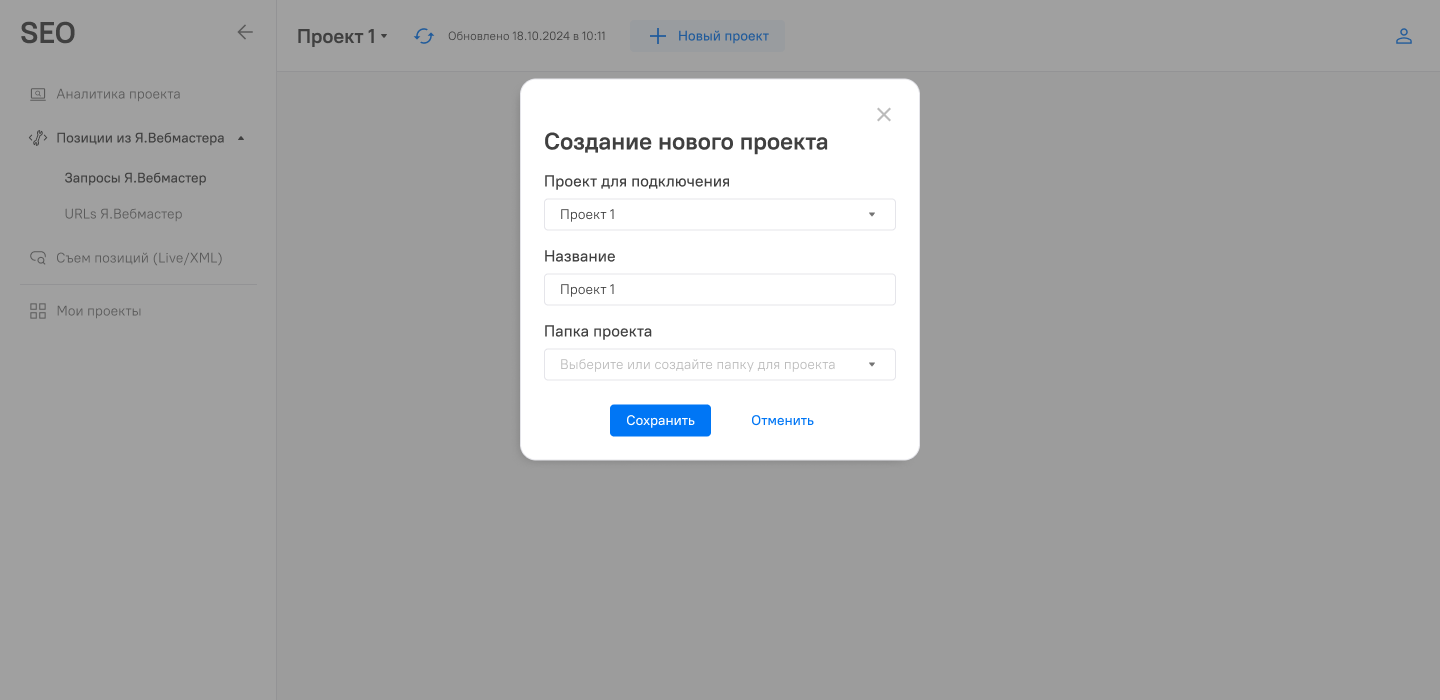 SEO
Проект 1
Обновлено 18.10.2024 в 10:11
Новый проект
Аналитика проекта
Позиции из Я.Вебмастера
Запросы Я.Вебмастер
URLs Я.Вебмастер
Съем позиций (Live/XML)
Мои проекты
Создание нового проекта
Проект для подключения
Проект 1
Название
Проект 1
Папка проекта
Выберите или создайте папку для проекта
Сохранить
Отменить